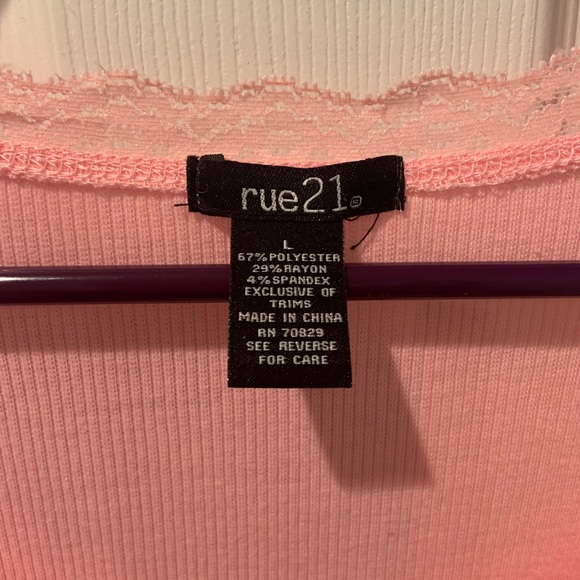 rue21®
L
67%POLYESTER
29%RAYON
4%SPANDEX
EXCLUSIVE OF
TRIMS
MADE IN CHINA
RN 70829
SEE REVERSE
FOR CARE